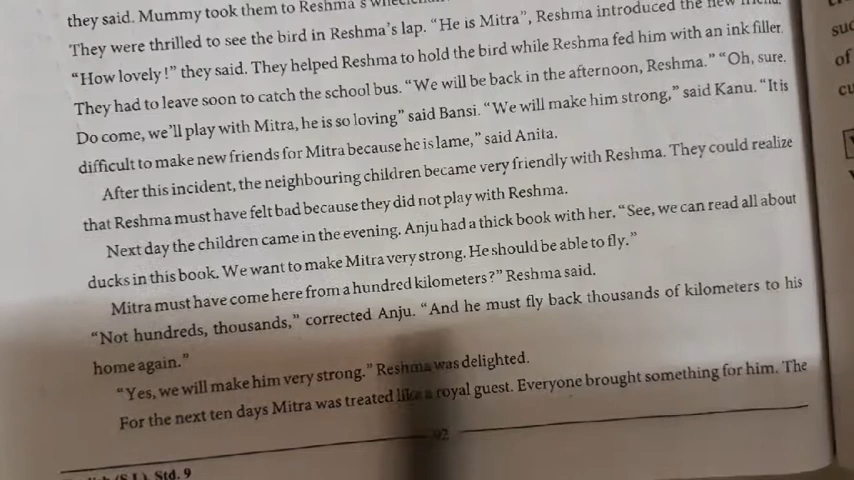 they said. Mummy took them to Reshma's wheelchair
They were thrilled to see the bird in Reshma's lap. “He is Mitra”, Reshma introduced the new friend.
“How lovely!” they said. They helped Reshma to hold the bird while Reshma fed him with an ink filler.
They had to leave soon to catch the school bus. “We will be back in the afternoon, Reshma.” “Oh, sure.
Do come, we'll play with Mitra, he is so loving” said Bansi. “We will make him strong,” said Kanu. “It is
difficult to make new friends for Mitra because he is lame,” said Anita.
After this incident, the neighbouring children became very friendly with Reshma. They could realize
that Reshma must have felt bad because they did not play with Reshma.
Next day the children came in the evening. Anju had a thick book with her. “See, we can read all about
ducks in this book. We want to make Mitra very strong. He should be able to fly.”
Mitra must have come here from a hundred kilometers?” Reshma said.
“Not hundreds, thousands,” corrected Anju. “And he must fly back thousands of kilometers to his
home again.”
“Yes, we will make him very strong.” Reshma was delighted.
For the next ten days Mitra was treated like a royal guest. Everyone brought something for him. The
92
(S.L.), Std. 9
suc
of
cu